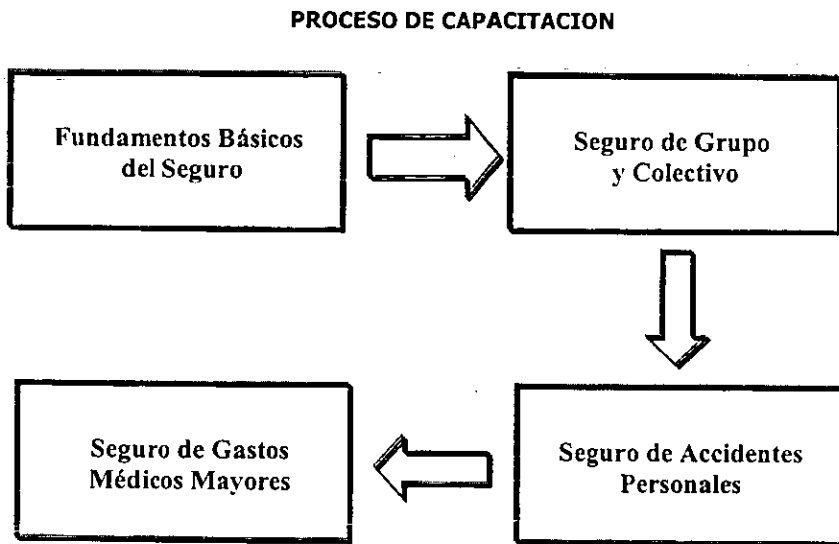 PROCESO DE CAPACITACION
Fundamentos Básicos
del Seguro
Seguro de Grupo
y Colectivo
Seguro de Accidentes
Personales
Seguro de Gastos
Médicos Mayores